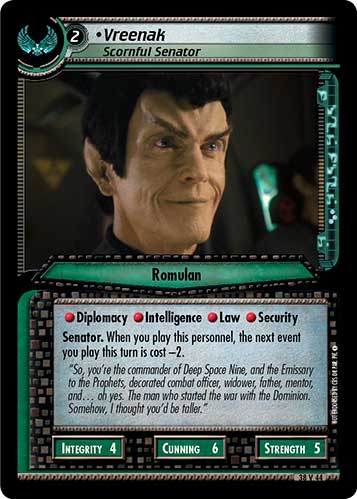 2 •Vreenak
Scornful Senator
Romulan
Diplomacy Intelligence Law Security
Senator. When you play this personnel, the next event
you play this turn is cost –2.
"So, you're the commander of Deep Space Nine, and the Emissary
to the Prophets, decorated combat officer, widower, father, mentor,
and... oh yes. The man who started the war with the Dominion.
Somehow, I thought you'd be taller."
INTEGRITY 4 CUNNING 6 STRENGTH 5
38 V 44